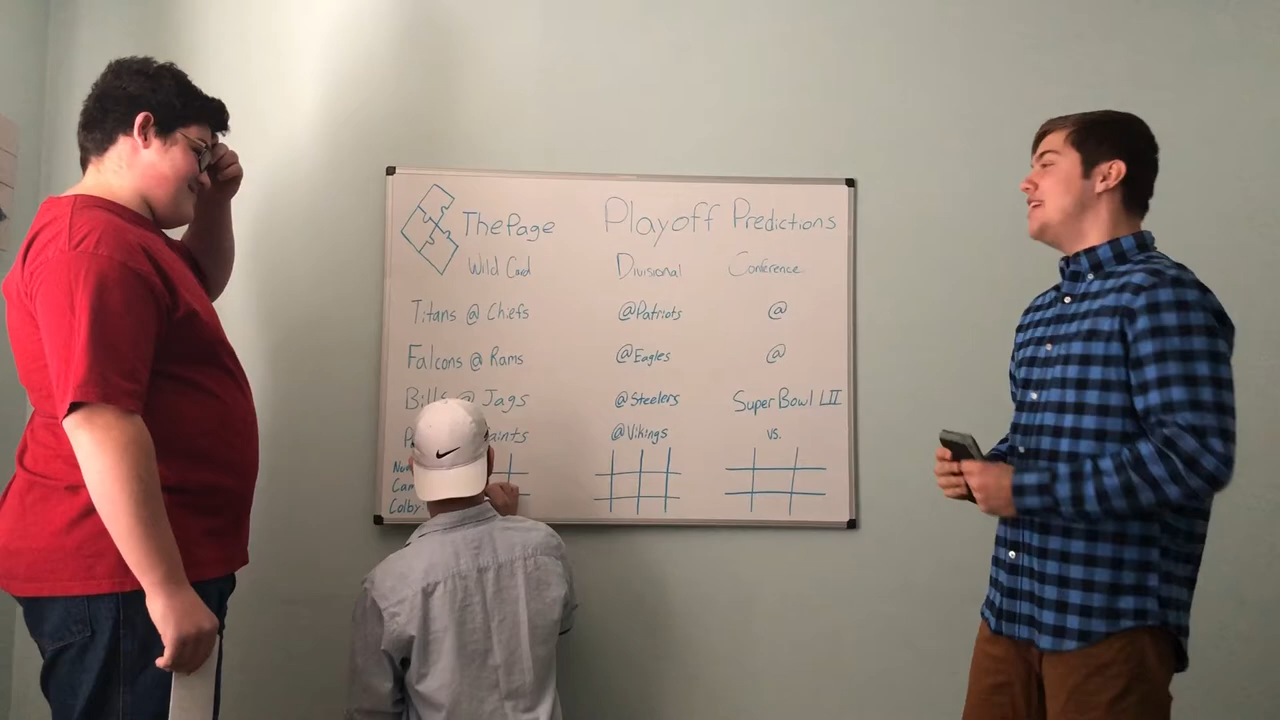 ThePage Playoff Predictions
Wild Card Divisional Conference
Titans @ Chiefs @Patriots @
Falcons @ Rams @Eagles @
Bills @ Jags @Steelers Super Bowl LII
@Vikings vs.
Colby: